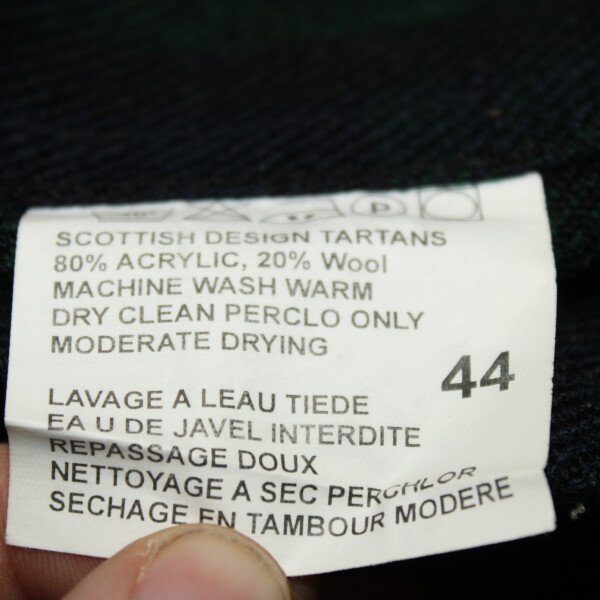 SCOTTISH DESIGN TARTANS
80% ACRYLIC, 20% Wool
MACHINE WASH WARM
DRY CLEAN PERCLO ONLY
MODERATE DRYING
44
LAVAGE A LEAU TIEDE
EA U DE JAVEL INTERDITE
REPASSAGE DOUX
NETTOYAGE A SEC PERCHLOR
SECHAGE EN TAMBOUR MODERE